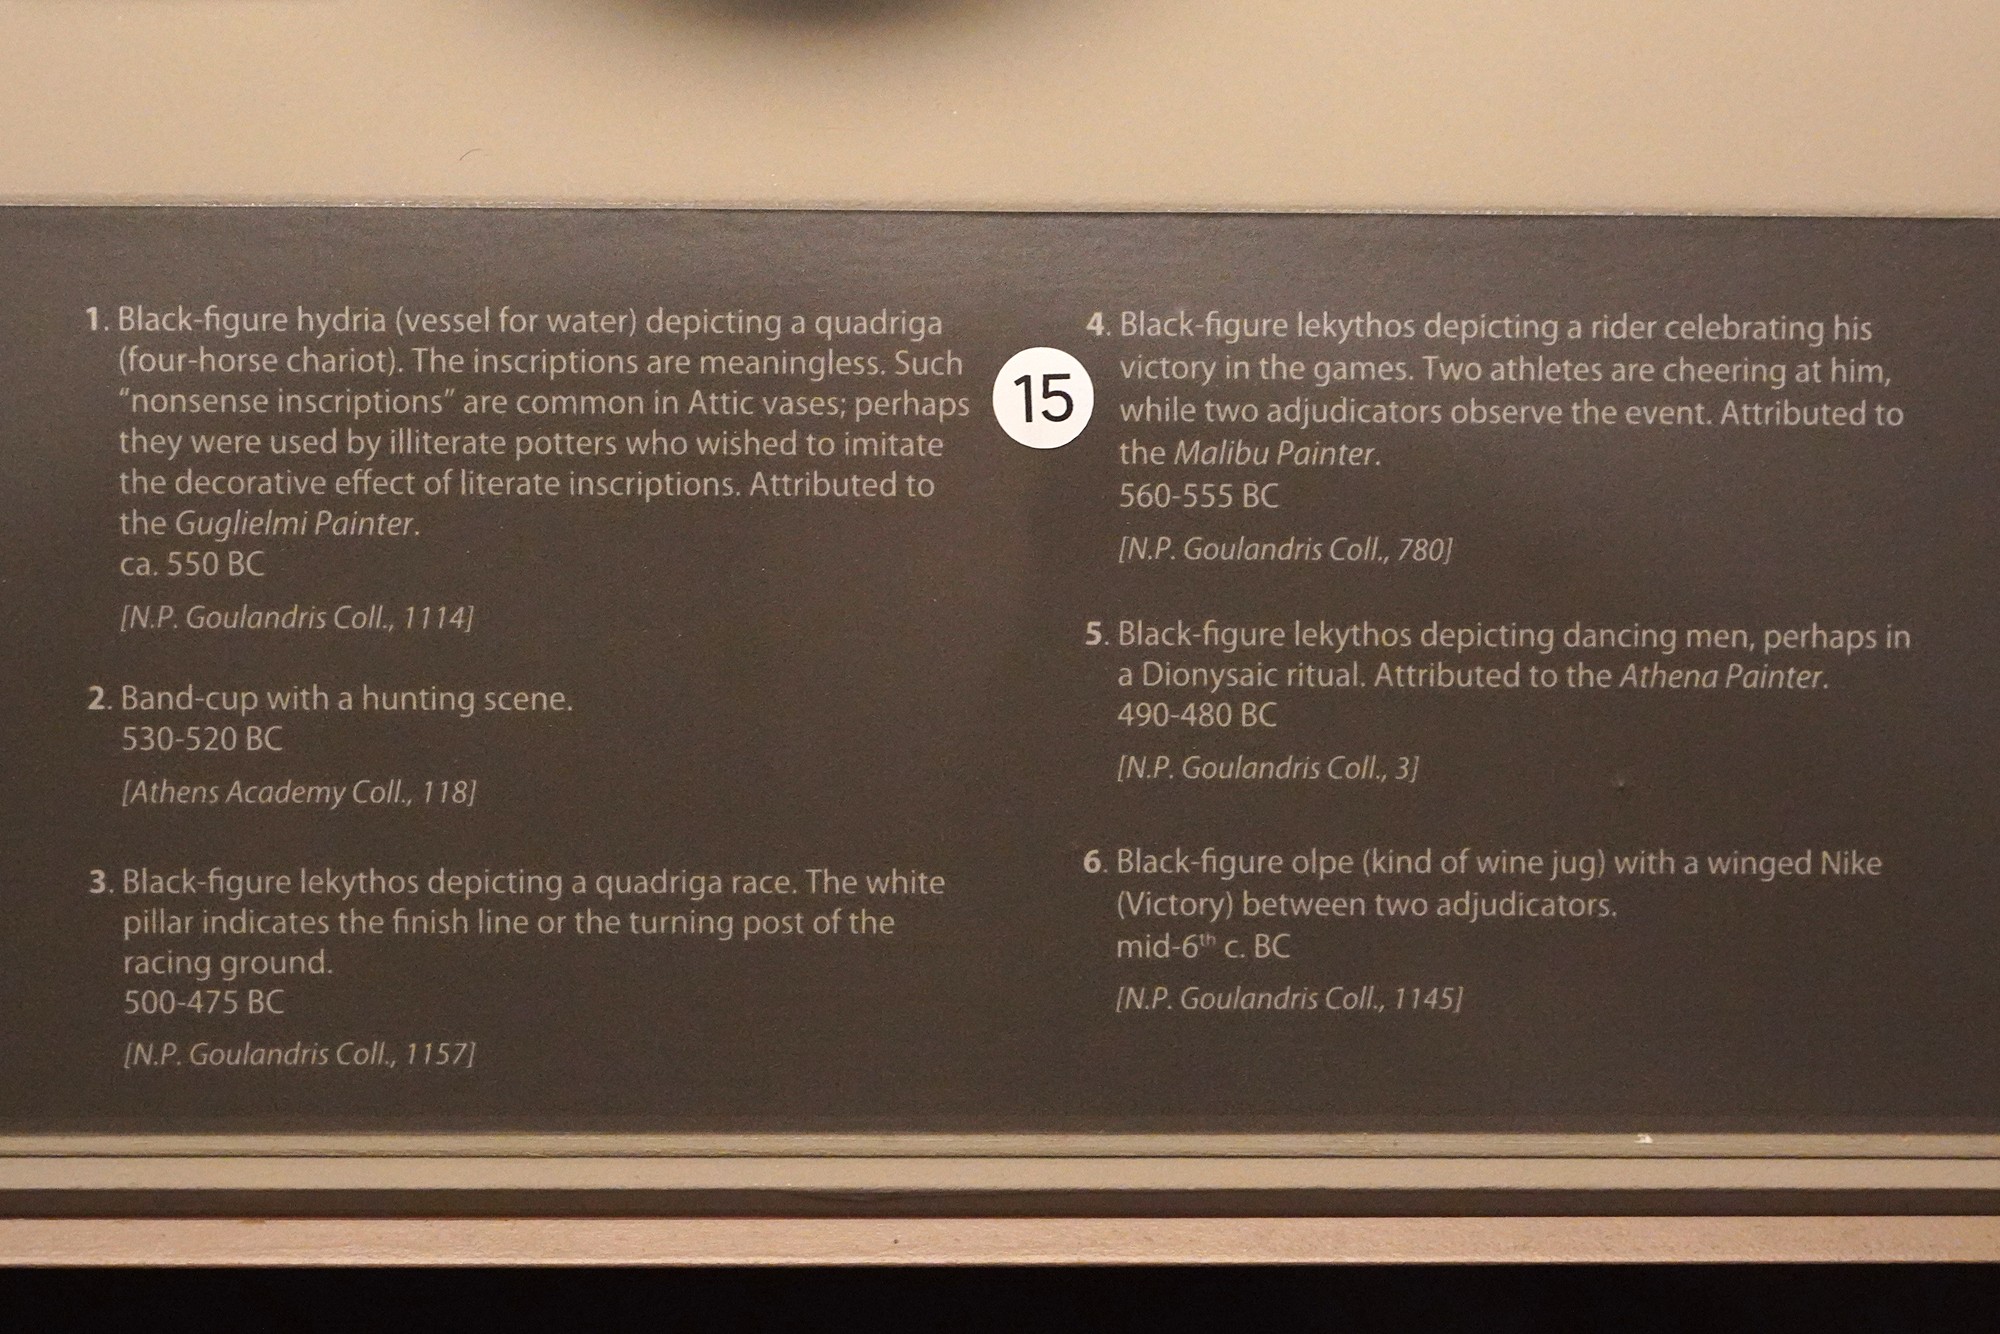 1. Black-figure hydria (vessel for water) depicting a quadriga
(four-horse chariot). The inscriptions are meaningless. Such
“nonsense inscriptions” are common in Attic vases; perhaps
they were used by illiterate potters who wished to imitate
the decorative effect of literate inscriptions. Attributed to
the Guglielmi Painter.
ca. 550 BC
[N.P. Goulandris Coll., 1114]
2. Band-cup with a hunting scene.
530-520 BC
[Athens Academy Coll., 118]
3. Black-figure lekythos depicting a quadriga race. The white
pillar indicates the finish line or the turning post of the
racing ground.
500-475 BC
[N.P. Goulandris Coll., 1157]
15
4. Black-figure lekythos depicting a rider celebrating his
victory in the games. Two athletes are cheering at him,
while two adjudicators observe the event. Attributed to
the Malibu Painter.
560-555 BC
[N.P. Goulandris Coll., 780]
5. Black-figure lekythos depicting dancing men, perhaps in
a Dionysaic ritual. Attributed to the Athena Painter.
490-480 BC
[N.P. Goulandris Coll., 3]
6. Black-figure olpe (kind of wine jug) with a winged Nike
(Victory) between two adjudicators.
mid-6th c. BC
[N.P. Goulandris Coll., 1145]